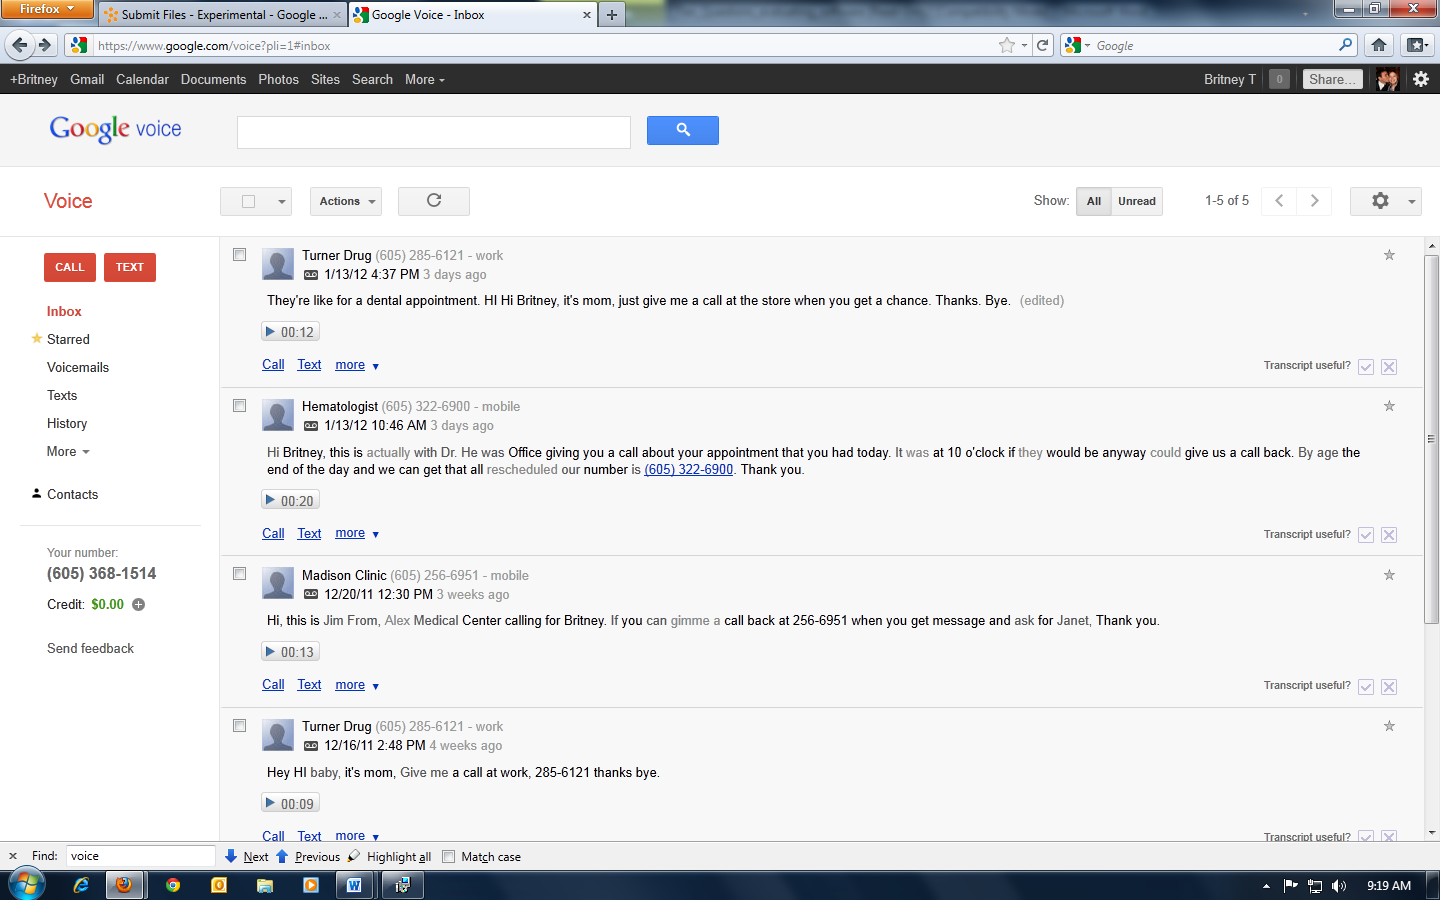 Firefox
Submit Files - Experimental - Google ...
Google Voice - Inbox
https://www.google.com/voice?pli=1#inbox
Google
+Britney Gmail Calendar Documents Photos Sites Search More
Britney T 0 Share...
Google voice
Voice
Actions
Show: All Unread 1-5 of 5
CALL TEXT
Inbox
Starred
Voicemails
Texts
History
More
Contacts
Your number:
(605) 368-1514
Credit: $0.00
Send feedback
Turner Drug (605) 285-6121 - work
1/13/12 4:37 PM 3 days ago
They're like for a dental appointment. HI Hi Britney, it's mom, just give me a call at the store when you get a chance. Thanks. Bye. (edited)
00:12
Call Text more
Transcript useful?
Hematologist (605) 322-6900 - mobile
1/13/12 10:46 AM 3 days ago
Hi Britney, this is actually with Dr. He was Office giving you a call about your appointment that you had today. It was at 10 o'clock if they would be anyway could give us a call back. By age the
end of the day and we can get that all rescheduled our number is (605) 322-6900. Thank you.
00:20
Call Text more
Transcript useful?
Madison Clinic (605) 256-6951 - mobile
12/20/11 12:30 PM 3 weeks ago
Hi, this is Jim From, Alex Medical Center calling for Britney. If you can gimme a call back at 256-6951 when you get message and ask for Janet, Thank you.
00:13
Call Text more
Transcript useful?
Turner Drug (605) 285-6121 - work
12/16/11 2:48 PM 4 weeks ago
Hey HI baby, it's mom, Give me a call at work, 285-6121 thanks bye.
00:09
Call Text more
Transcript useful?
Find: voice Next Previous Highlight all Match case
9:19 AM